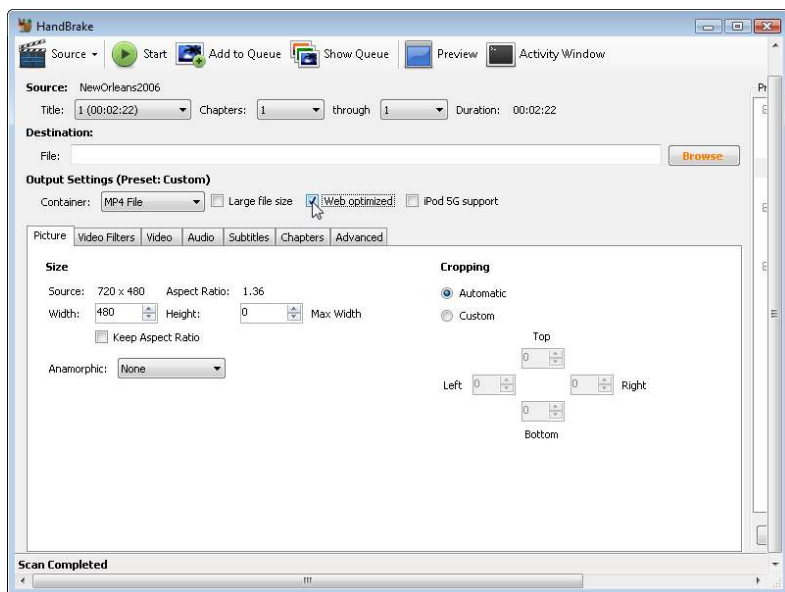 HandBrake
Source Start Add to Queue Show Queue Preview Activity Window
Source: NewOrleans2006
Title: 1 (00:02:22) Chapters: 1 through 1 Duration: 00:02:22
Destination:
File: Browse
Output Settings (Preset: Custom)
Container: MP4 File Large file size Web optimized iPod 5G support
Picture Video Filters Video Audio Subtitles Chapters Advanced
Size Cropping
Source: 720 x 480 Aspect Ratio: 1.36 Automatic
Width: 480 Height: 0 Max Width Custom
Keep Aspect Ratio Top
0
Anamorphic: None
Left 0 0 Right
0
Bottom
Scan Completed